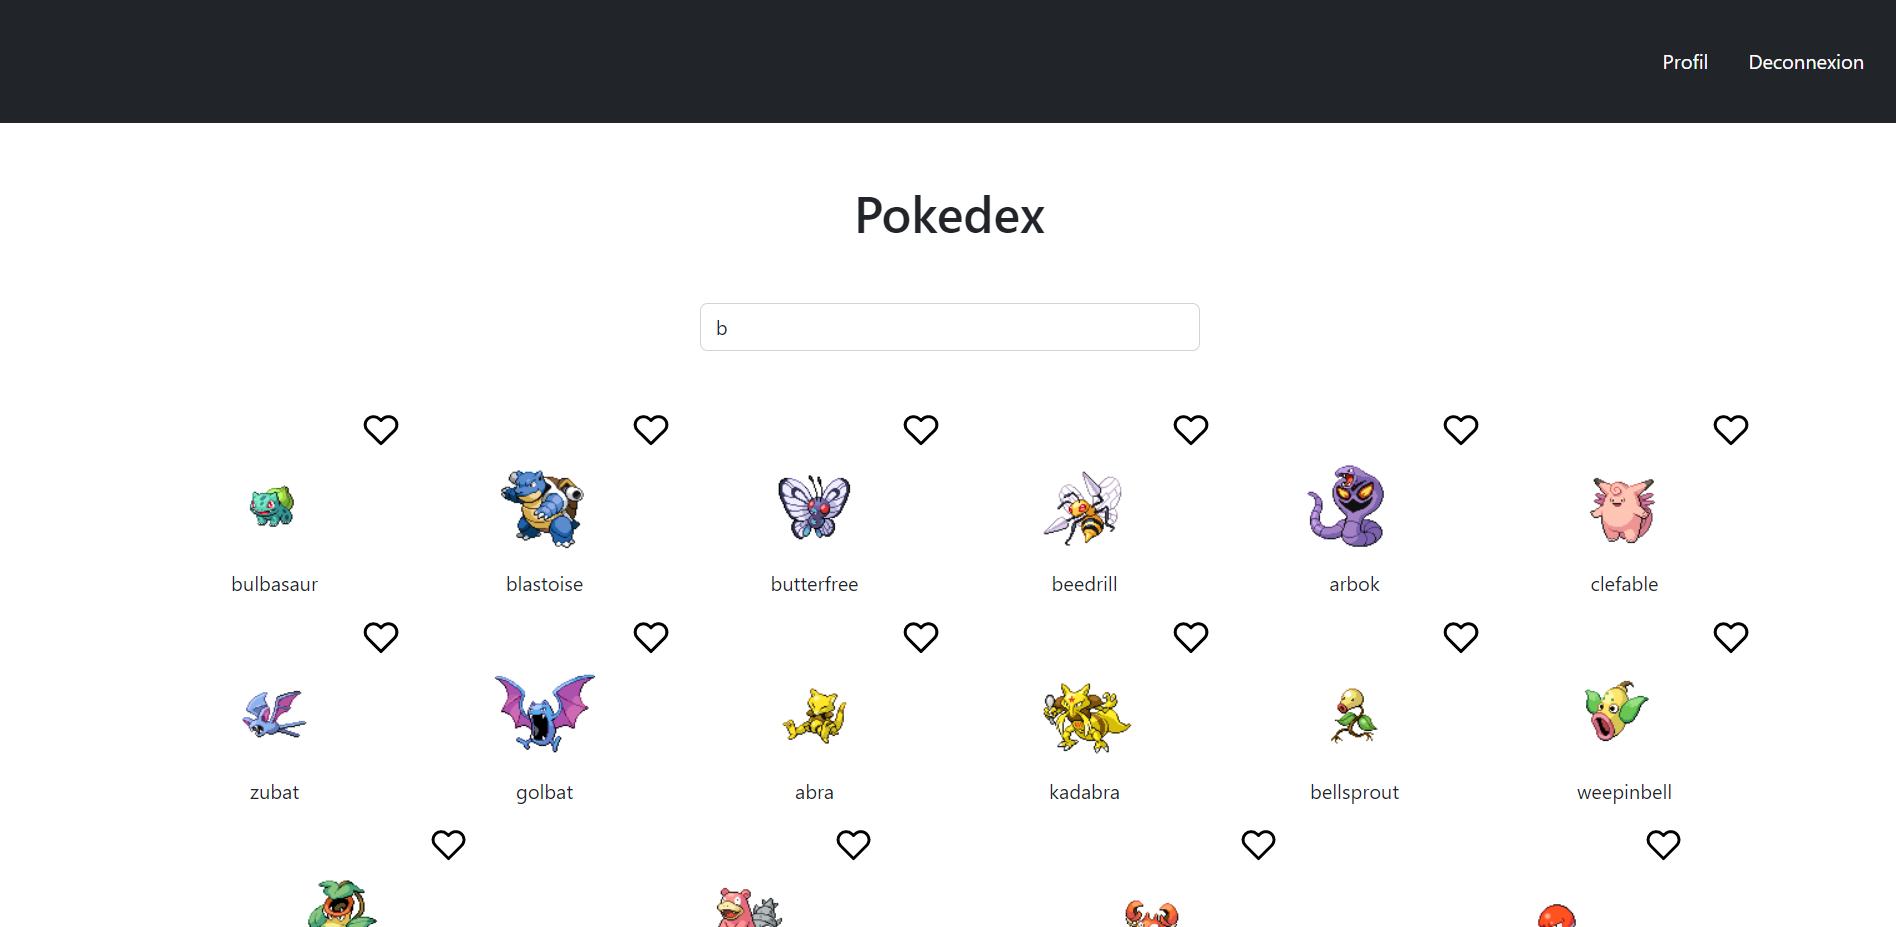 Profil Deconnexion
Pokedex
b
bulbasaur blastoise butterfree beedrill arbok clefable
zubat golbat abra kadabra bellsprout weepinbell